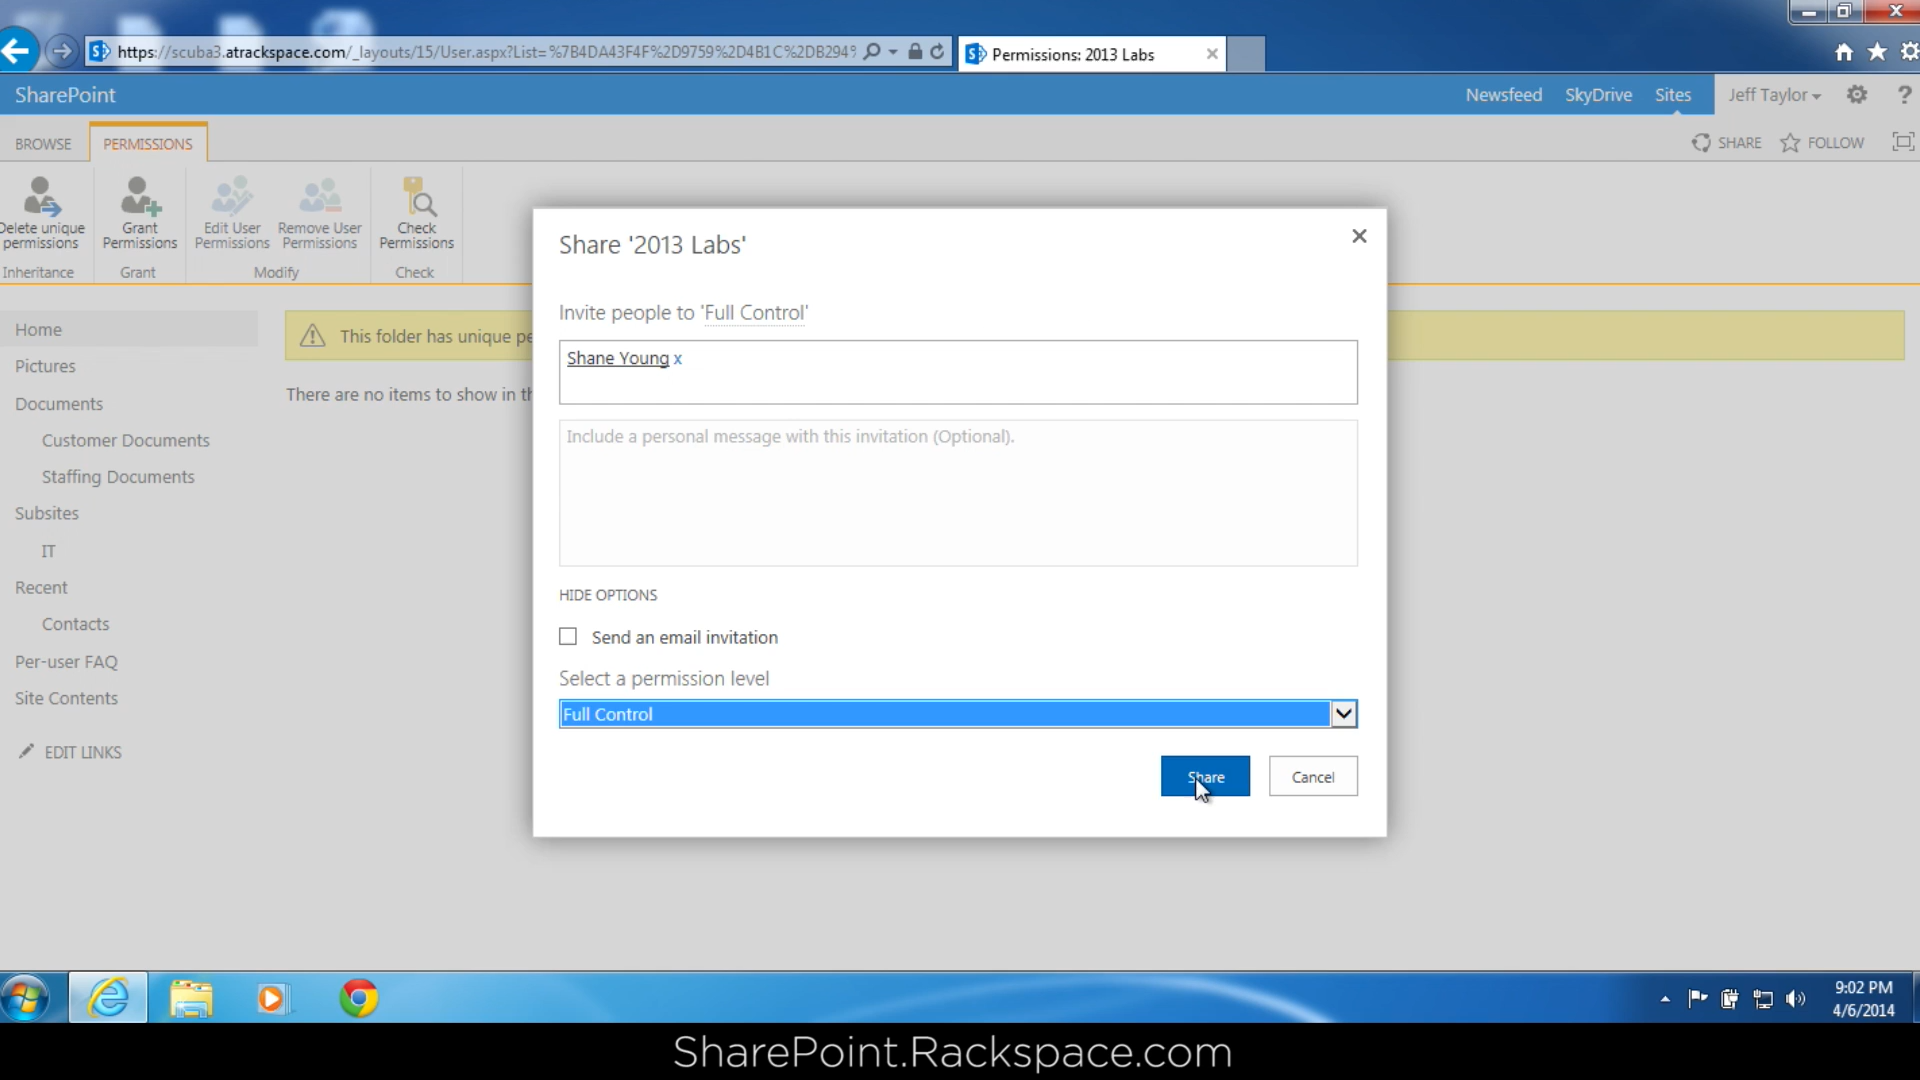 https://scuba3.atrackspace.com/_layouts/15/User.aspx?List=%7B4DA43F4F%2D9759%2D4B1C%2DB294%
Permissions: 2013 Labs
SharePoint
Newsfeed
SkyDrive
Sites
Jeff Taylor
?
BROWSE
PERMISSIONS
SHARE
FOLLOW
Delete unique
permissions
Inheritance
Grant
Permissions
Grant
Edit User
Permissions
Remove User
Permissions
Modify
Check
Permissions
Check
Home
Pictures
Documents
Customer Documents
Staffing Documents
Subsites
IT
Recent
Contacts
Per-user FAQ
Site Contents
EDIT LINKS
This folder has unique pe
There are no items to show in th
Share '2013 Labs'
Invite people to 'Full Control'
Shane Young x
Include a personal message with this invitation (Optional).
HIDE OPTIONS
Send an email invitation
Select a permission level
Full Control
Share
Cancel
9:02 PM
4/6/2014
SharePoint.Rackspace.com